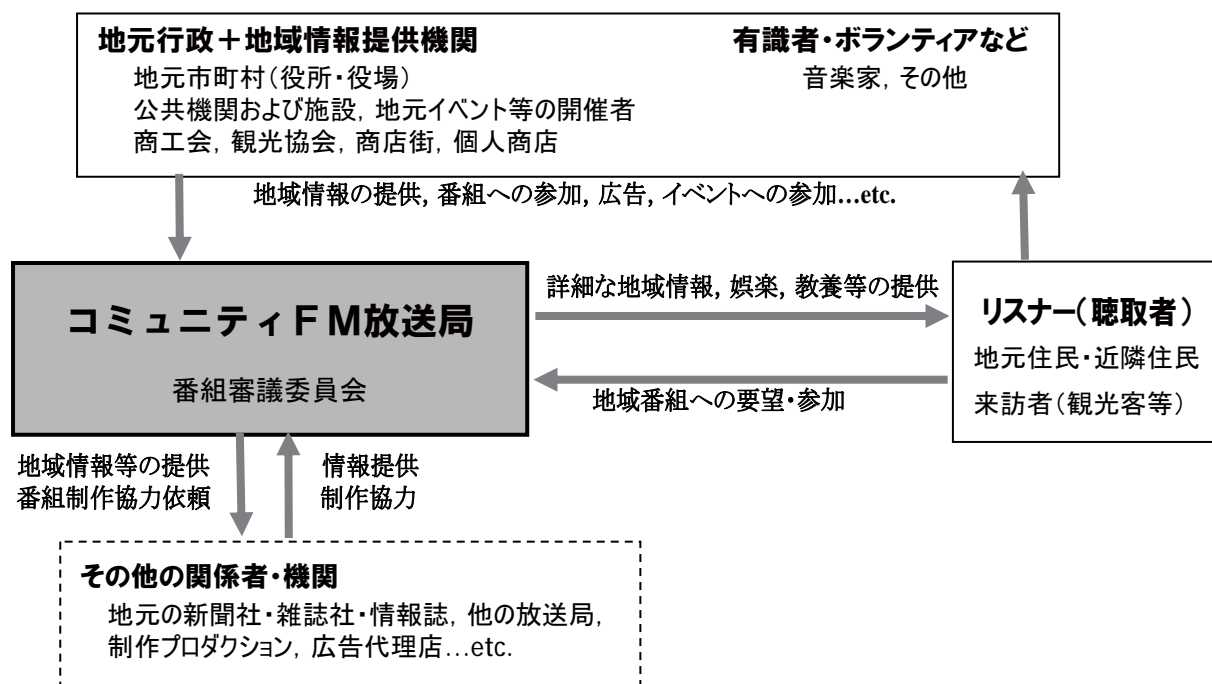 地元行政＋地域情報提供機関
地元市町村（役所・役場）
公共機関および施設, 地元イベント等の開催者
商工会, 観光協会, 商店街, 個人商店
有識者・ボランティアなど
音楽家, その他
地域情報の提供, 番組への参加, 広告, イベントへの参加...etc.
コミュニティＦＭ放送局
番組審議委員会
詳細な地域情報, 娯楽, 教養等の提供
地域番組への要望・参加
リスナー（聴取者）
地元住民・近隣住民
来訪者（観光客等）
地域情報等の提供
番組制作協力依頼
情報提供
制作協力
その他の関係者・機関
地元の新聞社・雑誌社・情報誌, 他の放送局,
制作プロダクション, 広告代理店...etc.